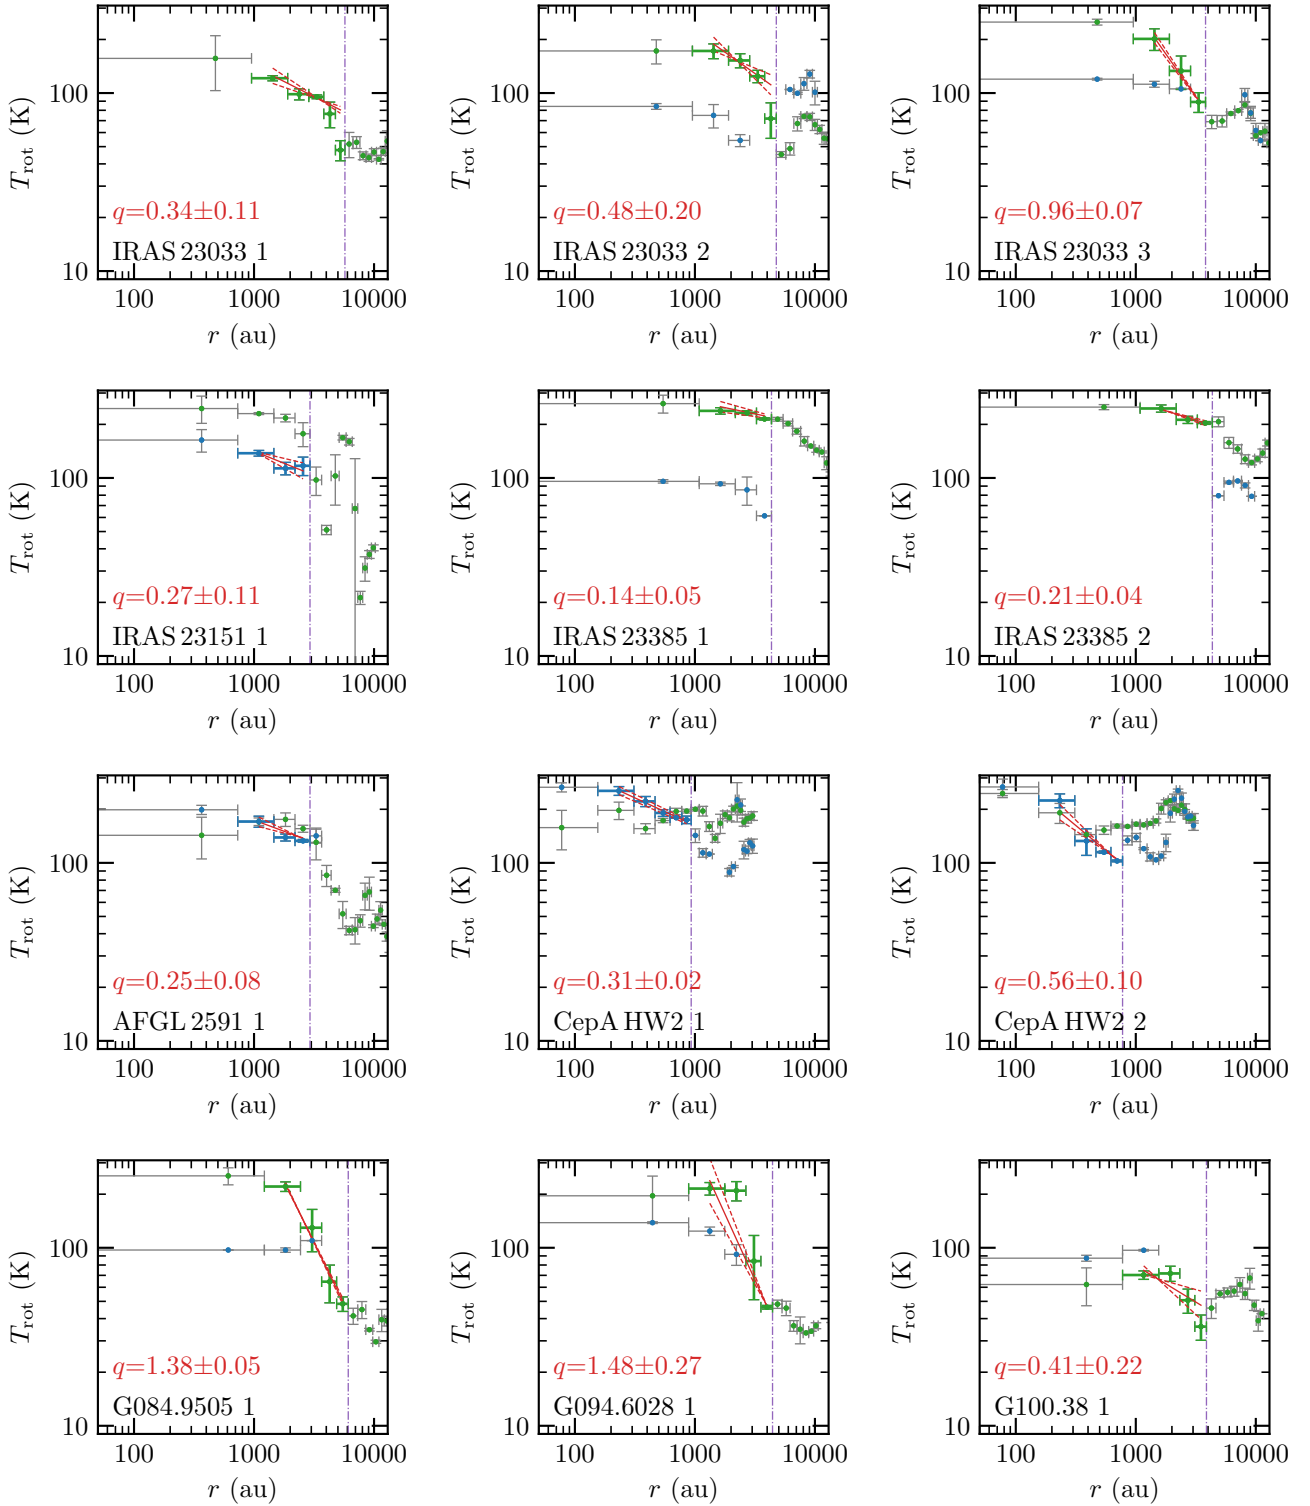 100
10
T_rot (K)
q=0.34±0.11
IRAS 23033 1
100 1000 10000
r (au)
100
10
T_rot (K)
q=0.48±0.20
IRAS 23033 2
100 1000 10000
r (au)
100
10
T_rot (K)
q=0.96±0.07
IRAS 23033 3
100 1000 10000
r (au)
100
10
T_rot (K)
q=0.27±0.11
IRAS 23151 1
100 1000 10000
r (au)
100
10
T_rot (K)
q=0.14±0.05
IRAS 23385 1
100 1000 10000
r (au)
100
10
T_rot (K)
q=0.21±0.04
IRAS 23385 2
100 1000 10000
r (au)
100
10
T_rot (K)
q=0.25±0.08
AFGL 2591 1
100 1000 10000
r (au)
100
10
T_rot (K)
q=0.31±0.02
CepA HW2 1
100 1000 10000
r (au)
100
10
T_rot (K)
q=0.56±0.10
CepA HW2 2
100 1000 10000
r (au)
100
10
T_rot (K)
q=1.38±0.05
G084.9505 1
100 1000 10000
r (au)
100
10
T_rot (K)
q=1.48±0.27
G094.6028 1
100 1000 10000
r (au)
100
10
T_rot (K)
q=0.41±0.22
G100.38 1
100 1000 10000
r (au)